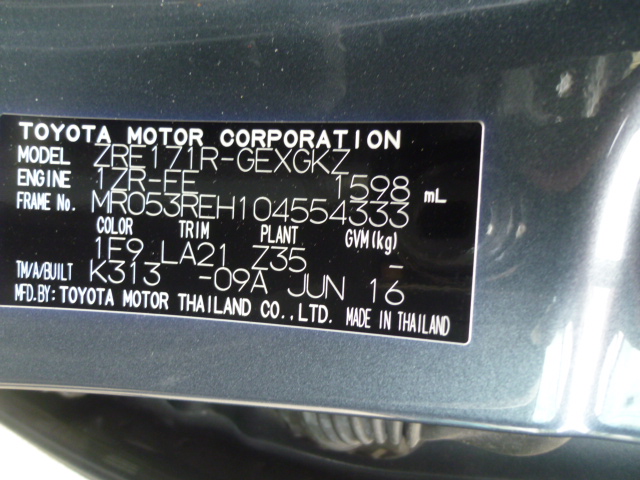 TOYOTA MOTOR CORPORATION
MODEL ZRE171R-GEXGKZ
ENGINE 1ZR-FE 1598 mL
FRAME No. MR053REH104554333
COLOR TRIM PLANT GVM(kg)
1F9 LA21 Z35 -
TM/A/BUILT K313 -09A JUN 16
MFD.BY: TOYOTA MOTOR THAILAND CO.,LTD. MADE IN THAILAND